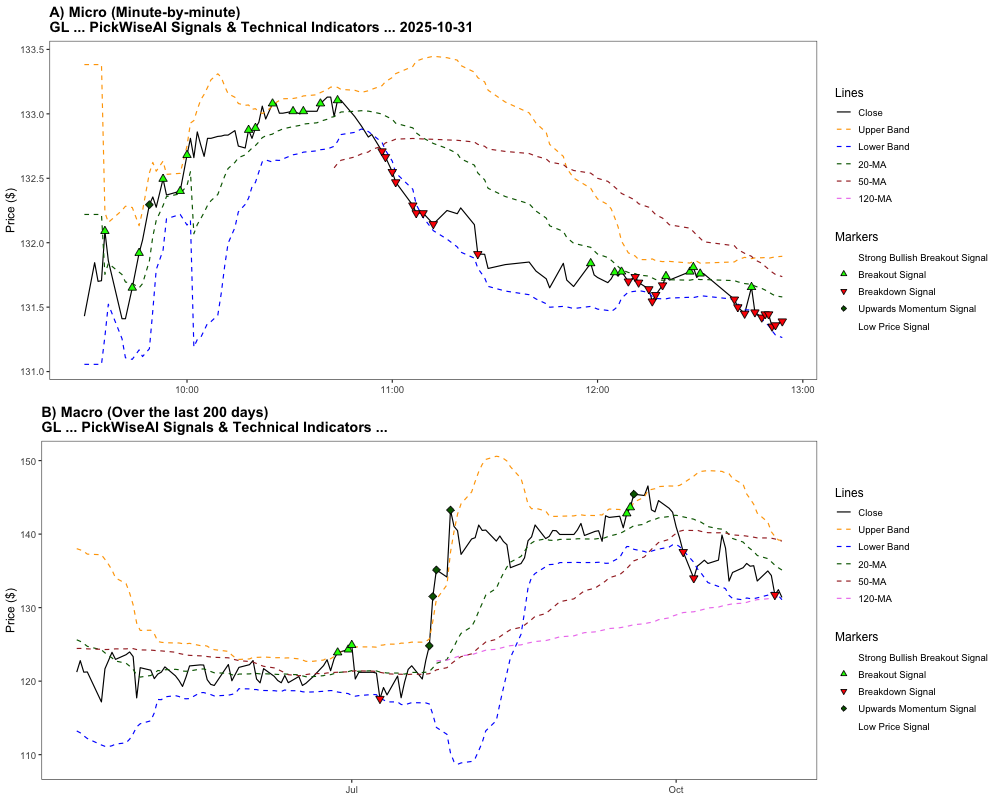 A) Micro (Minute-by-minute)
GL ... PickWiseAI Signals & Technical Indicators ... 2025-10-31
Price ($)
133.5
133.0
132.5
132.0
131.5
131.0
10:00
11:00
12:00
13:00
Lines
Close
Upper Band
Lower Band
20-MA
50-MA
120-MA
Markers
Strong Bullish Breakout Signal
Breakout Signal
Breakdown Signal
Upwards Momentum Signal
Low Price Signal
B) Macro (Over the last 200 days)
GL ... PickWiseAI Signals & Technical Indicators ...
Price ($)
150
140
130
120
110
Jul
Oct
Lines
Close
Upper Band
Lower Band
20-MA
50-MA
120-MA
Markers
Strong Bullish Breakout Signal
Breakout Signal
Breakdown Signal
Upwards Momentum Signal
Low Price Signal